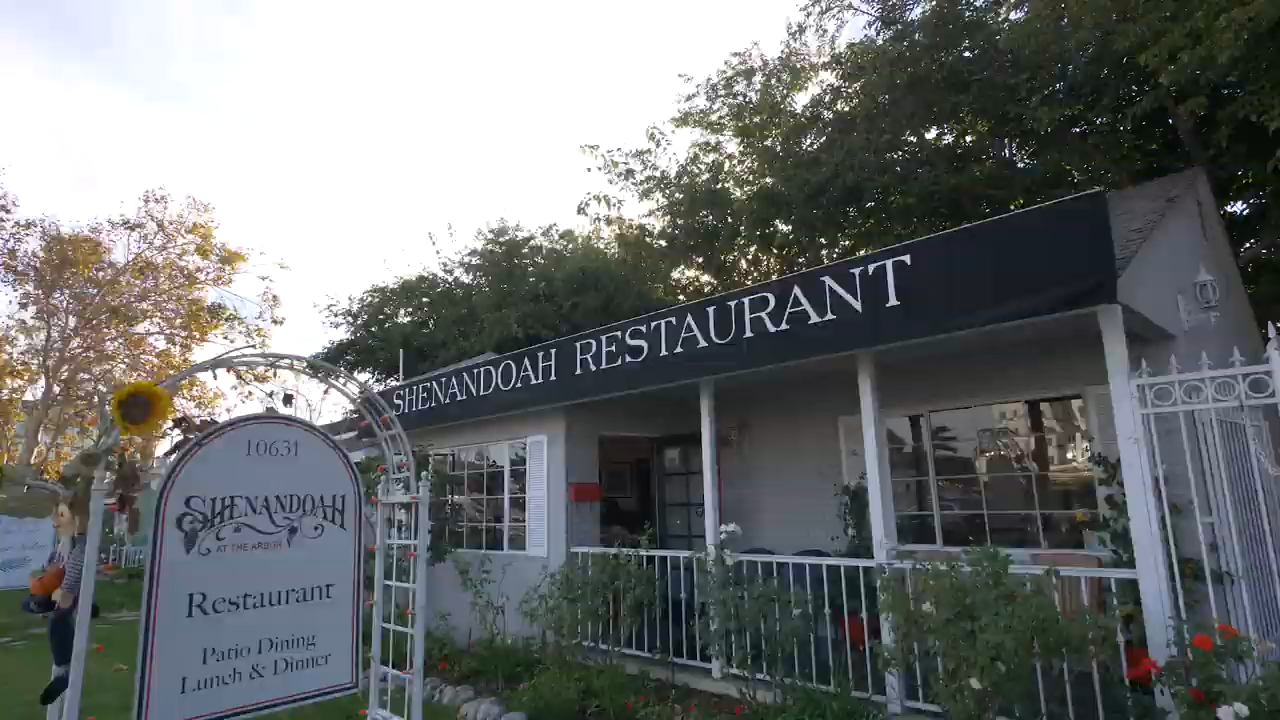 SHENANDOAH RESTAURANT
10631
SHENANDOAH
AT THE ARBOR
Restaurant
Patio Dining
Lunch & Dinner